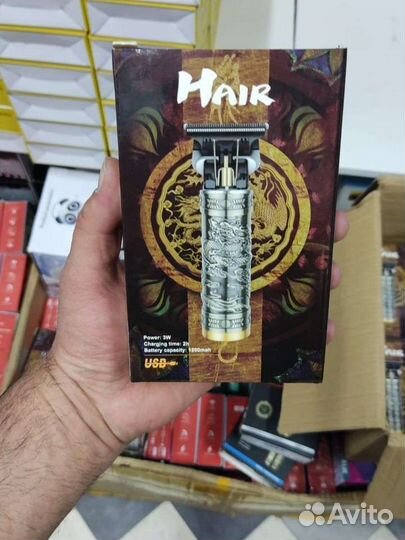 HAIR
Power: 3W
Charging time: 2h
Battery capacity: 1200mah
USB
Avito